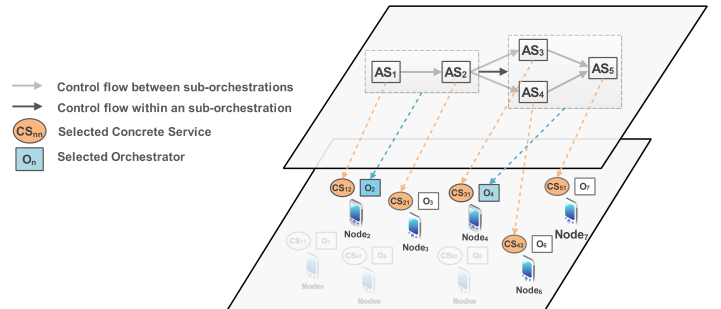 Control flow between sub-orchestrations
Control flow within an sub-orchestration
CSnn Selected Concrete Service
On Selected Orchestrator
AS1
AS2
AS3
AS4
AS5
CS12 O2
Node2
CS21 O3
Node3
CS31 O4
Node4
CS51 O7
Node7
CS42 O6
Node6
O1